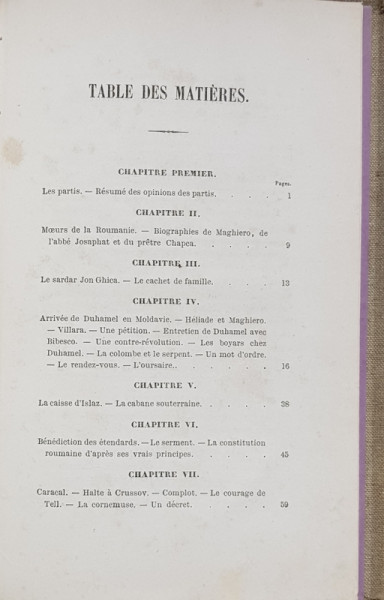 TABLE DES MATIÈRES.
CHAPITRE PREMIER.
Pages.
Les partis. — Résumé des opinions des partis. . . . 1
CHAPITRE II.
Mœurs de la Roumanie. — Biographies de Maghiero, de
l'abbé Josaphat et du prêtre Chapca. . . . . 9
CHAPITRE III.
Le sardar Jon Ghica. — Le cachet de famille. . . . 13
CHAPITRE IV.
Arrivée de Duhamel en Moldavie. — Héliade et Maghiero.
— Villara. — Une pétition. — Entretien de Duhamel avec
Bibesco. — Une contre-révolution. — Les boyars chez
Duhamel. — La colombe et le serpent. — Un mot d'ordre.
— Le rendez-vous. — L'oursaire.. . . . . . 16
CHAPITRE V.
La caisse d'Islaz. — La cabane souterraine. . . . . 38
CHAPITRE VI.
Bénédiction des étendards. — Le serment. — La constitution
roumaine d'après ses vrais principes. . . . . 45
CHAPITRE VII.
Caracal. — Halte à Crussov. — Complot. — Le courage de
Tell. — La cornemuse. — Un décret. . . . . 59